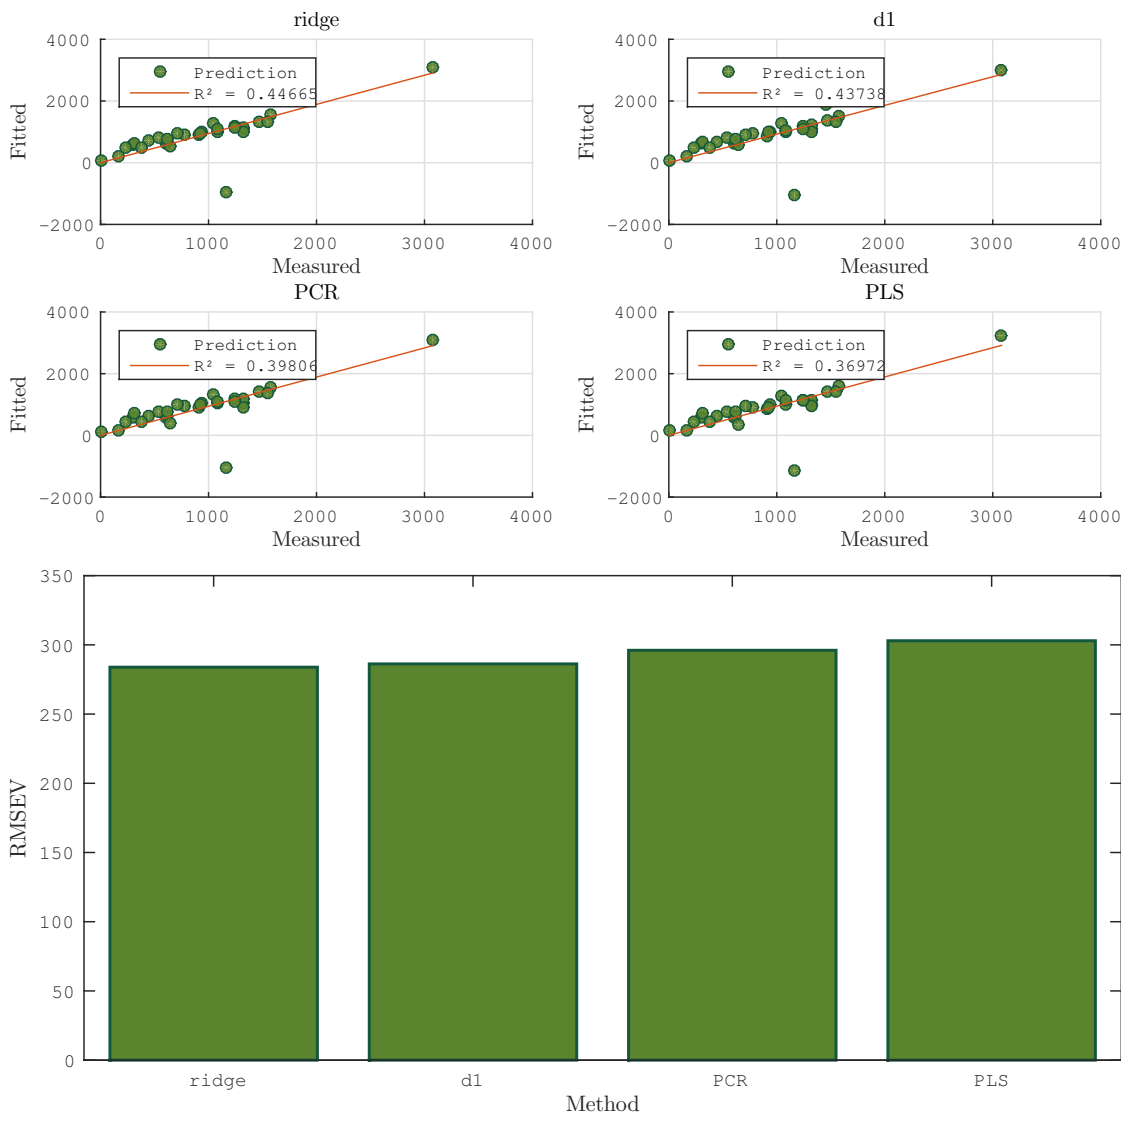 ridge
4000
2000
0
−2000
Fitted
Prediction
R² = 0.44665
0 1000 2000 3000 4000
Measured
d1
4000
2000
0
−2000
Fitted
Prediction
R² = 0.43738
0 1000 2000 3000 4000
Measured
PCR
4000
2000
0
−2000
Fitted
Prediction
R² = 0.39806
0 1000 2000 3000 4000
Measured
PLS
4000
2000
0
−2000
Fitted
Prediction
R² = 0.36972
0 1000 2000 3000 4000
Measured
350
300
250
200
150
100
50
0
RMSEV
ridge d1 PCR PLS
Method